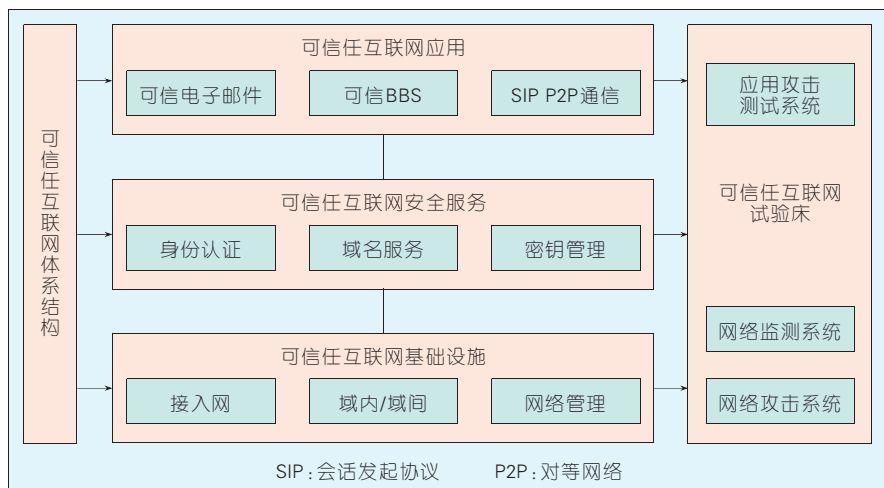 可信任互联网体系结构
可信任互联网应用
可信电子邮件
可信BBS
SIP P2P通信
可信任互联网安全服务
身份认证
域名服务
密钥管理
可信任互联网基础设施
接入网
域内/域间
网络管理
应用攻击
测试系统
可信任互联网
试验床
网络监测系统
网络攻击系统
SIP:会话发起协议 P2P:对等网络